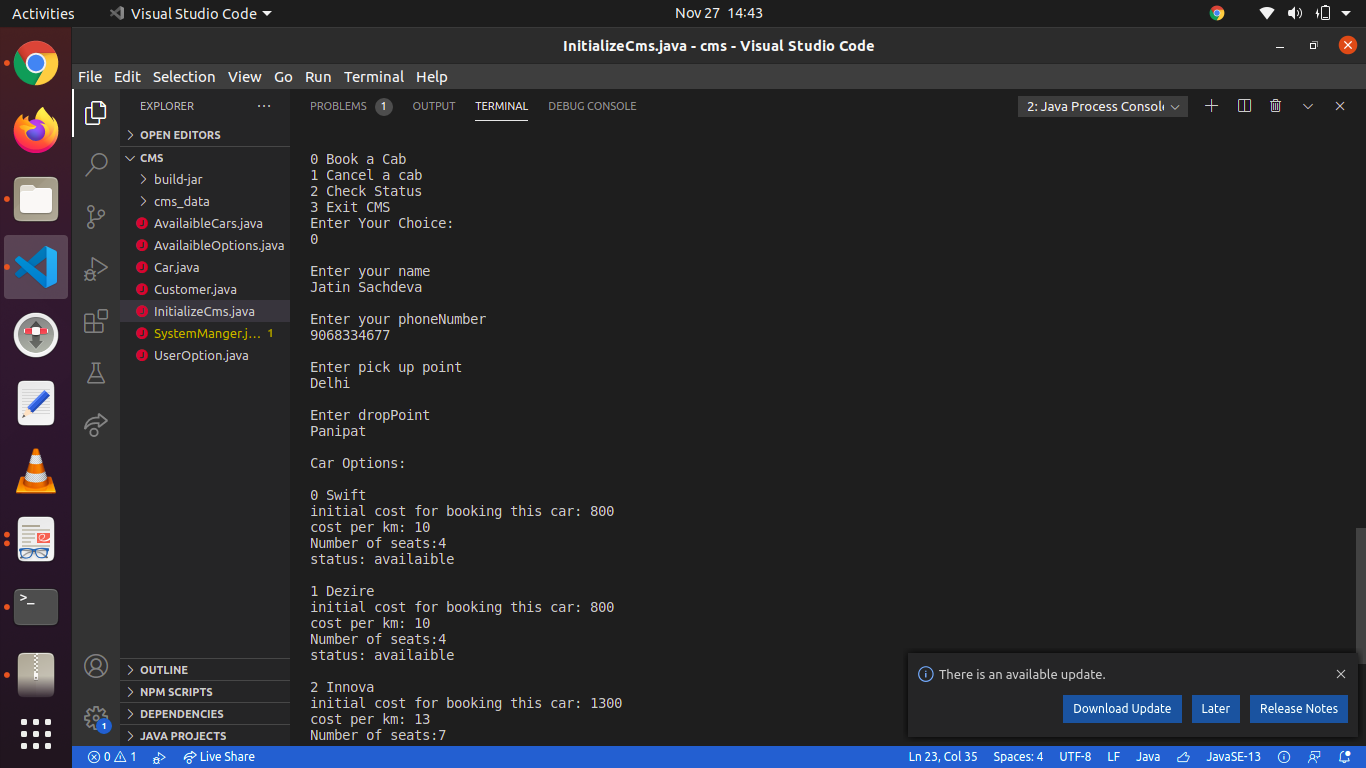 Activities
Visual Studio Code
Nov 27 14:43
InitializeCms.java - cms - Visual Studio Code
File Edit Selection View Go Run Terminal Help
EXPLORER
OPEN EDITORS
CMS
build-jar
cms_data
AvailaibleCars.java
AvailaibleOptions.java
Car.java
Customer.java
InitializeCms.java
SystemManger.j... 1
UserOption.java
OUTLINE
NPM SCRIPTS
DEPENDENCIES
JAVA PROJECTS
PROBLEMS 1 OUTPUT TERMINAL DEBUG CONSOLE
2: Java Process Console
0 Book a Cab
1 Cancel a cab
2 Check Status
3 Exit CMS
Enter Your Choice:
0
Enter your name
Jatin Sachdeva
Enter your phoneNumber
9068334677
Enter pick up point
Delhi
Enter dropPoint
Panipat
Car Options:
0 Swift
initial cost for booking this car: 800
cost per km: 10
Number of seats:4
status: availaible
1 Dezire
initial cost for booking this car: 800
cost per km: 10
Number of seats:4
status: availaible
2 Innova
initial cost for booking this car: 1300
cost per km: 13
Number of seats:7
There is an available update.
Download Update Later Release Notes
1
0 1 Live Share
Ln 23, Col 35 Spaces: 4 UTF-8 LF Java JavaSE-13